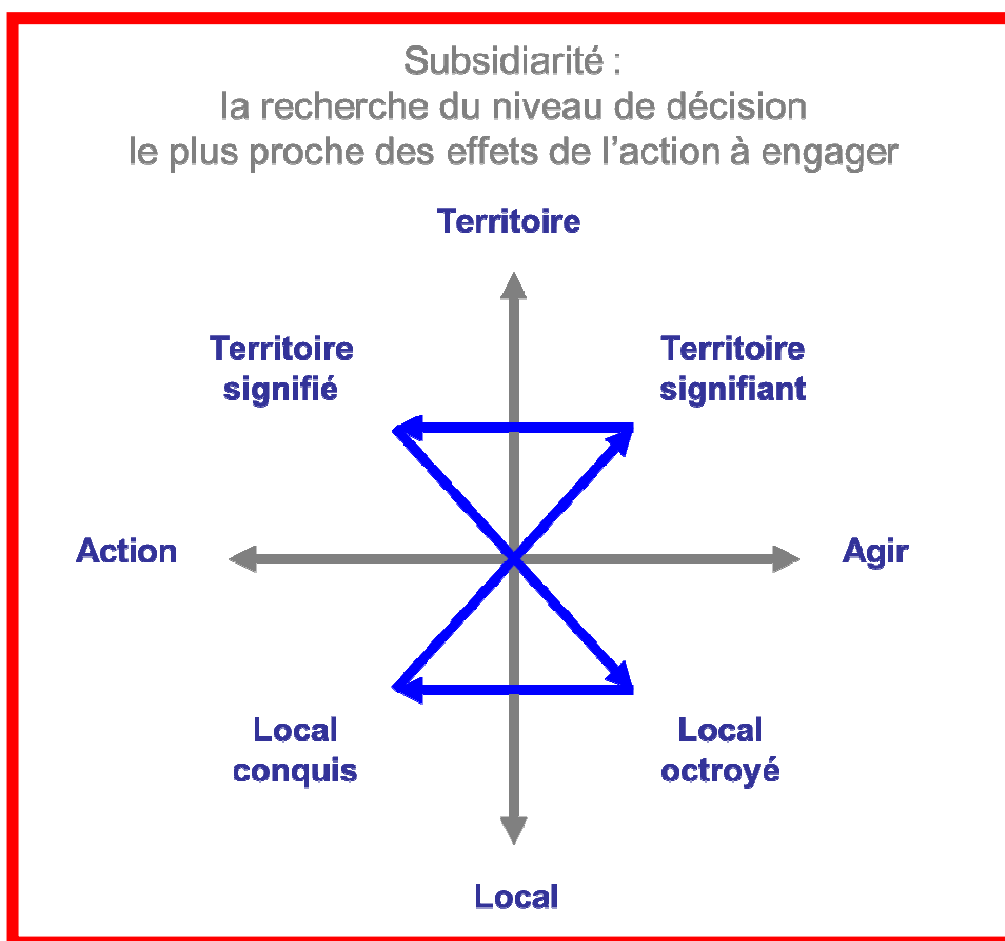 Subsidiarité :
la recherche du niveau de décision
le plus proche des effets de l'action à engager
Territoire
Territoire
signifié
Territoire
signifiant
Action
Agir
Local
conquis
Local
octroyé
Local